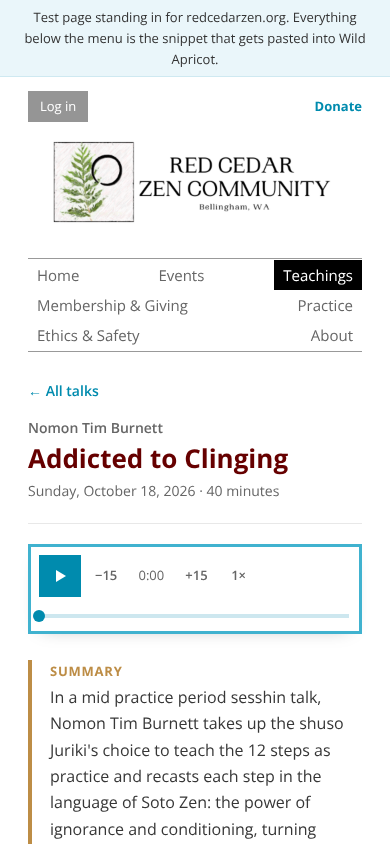 Test page standing in for redcedarzen.org. Everything
below the menu is the snippet that gets pasted into Wild
Apricot.
Log in
Donate
RED CEDAR
ZEN COMMUNITY
Bellingham, WA
Home Events Teachings
Membership & Giving Practice
Ethics & Safety About
← All talks
Nomon Tim Burnett
Addicted to Clinging
Sunday, October 18, 2026 · 40 minutes
−15 0:00 +15 1×
SUMMARY
In a mid practice period sesshin talk,
Nomon Tim Burnett takes up the shuso
Juriki's choice to teach the 12 steps as
practice and recasts each step in the
language of Soto Zen: the power of
ignorance and conditioning, turning